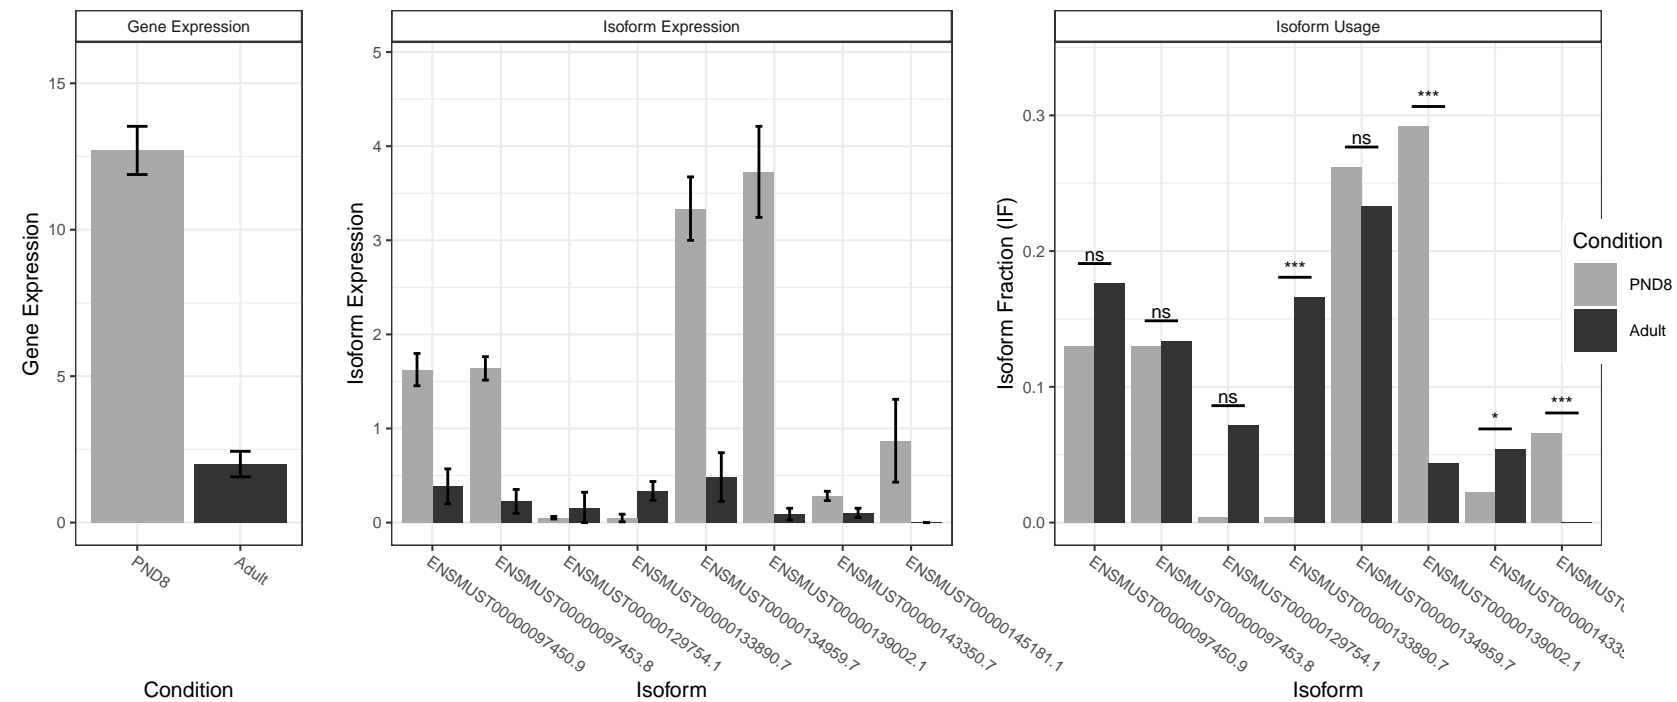 Gene Expression
Isoform Expression
Isoform Usage
Gene Expression
15
10
5
0
PND8
Adult
Condition
Isoform Expression
5
4
3
2
1
0
ENSMUST00000097450.9
ENSMUST00000097453.8
ENSMUST00000129754.1
ENSMUST00000133890.7
ENSMUST00000134959.7
ENSMUST00000139002.1
ENSMUST00000143350.7
ENSMUST00000145181.1
Isoform
Isoform Fraction (IF)
0.3
0.2
0.1
0.0
ns
ns
ns
***
ns
***
*
***
ENSMUST00000097450.9
ENSMUST00000097453.8
ENSMUST00000129754.1
ENSMUST00000133890.7
ENSMUST00000134959.7
ENSMUST00000139002.1
Isoform
Condition
PND8
Adult